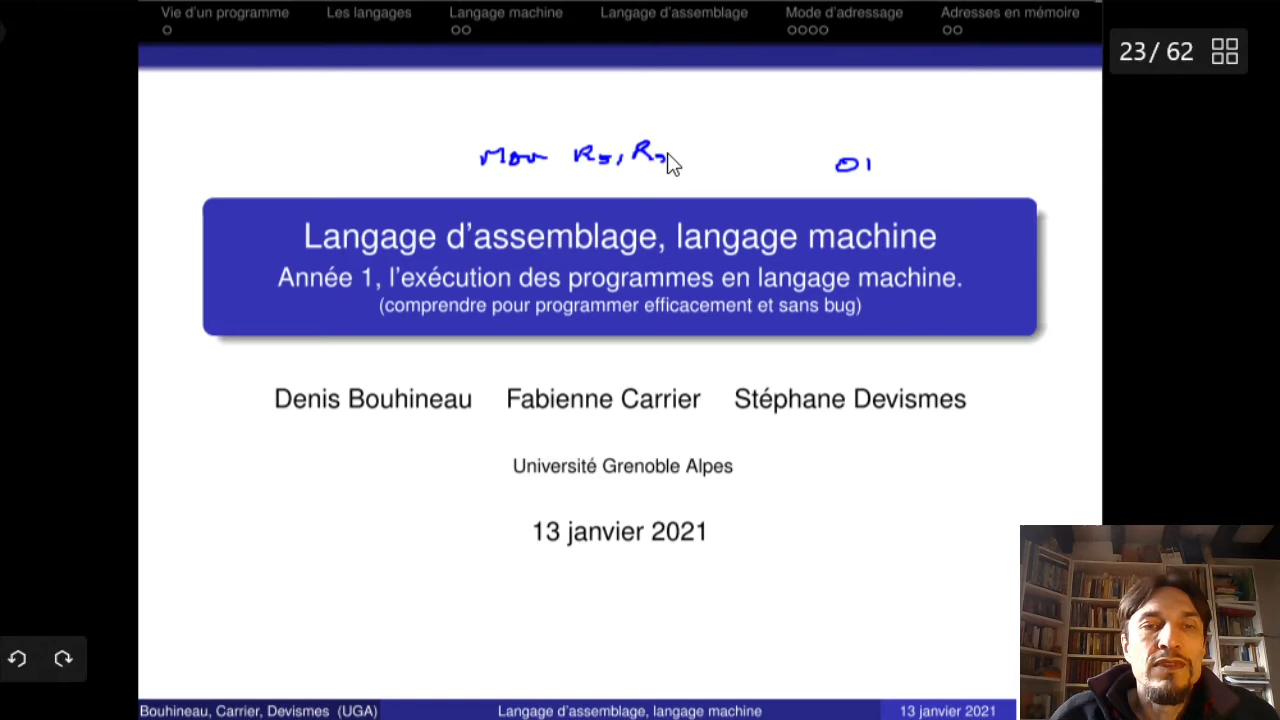 Vie d'un programme Les langages Langage machine Langage d'assemblage Mode d'adressage Adresses en mémoire
23/ 62
Mov R5, R
01
Langage d'assemblage, langage machine
Année 1, l'exécution des programmes en langage machine.
(comprendre pour programmer efficacement et sans bug)
Denis Bouhineau Fabienne Carrier Stéphane Devismes
Université Grenoble Alpes
13 janvier 2021
Bouhineau, Carrier, Devismes (UGA) Langage d'assemblage, langage machine 13 janvier 2021